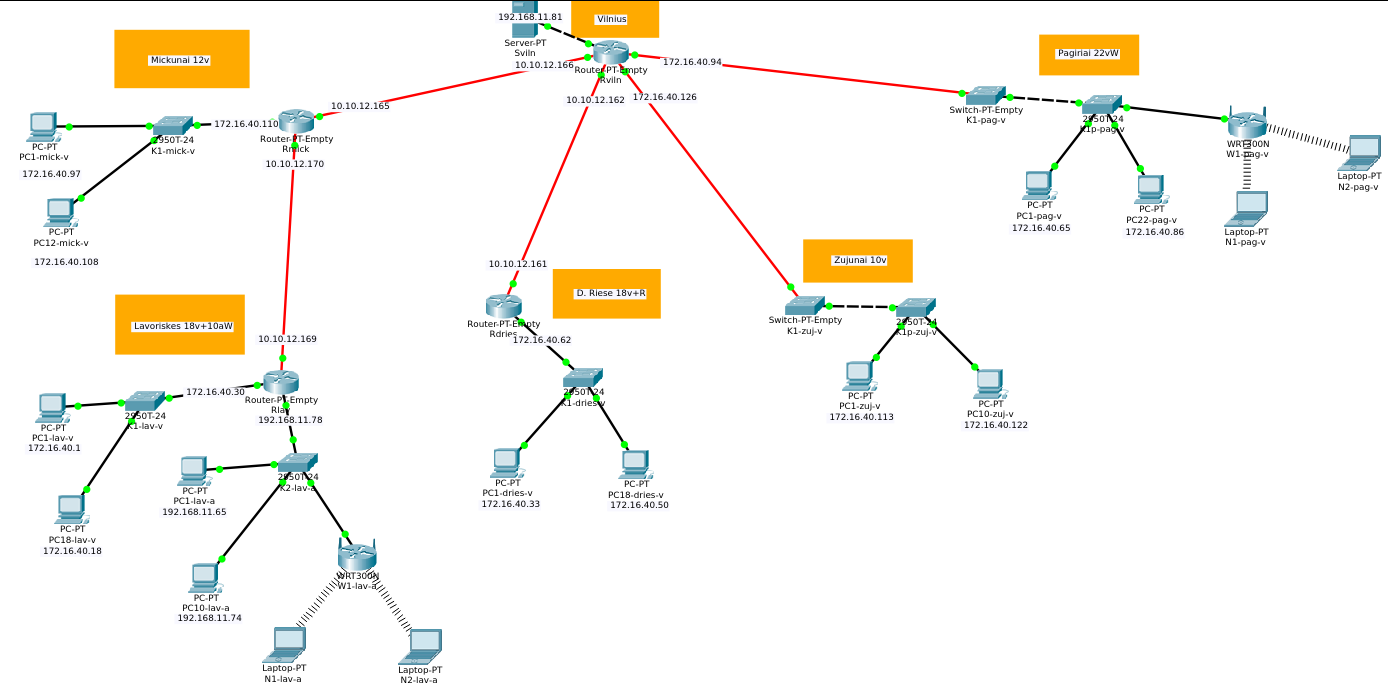 192.168.11.81
Server-PT
Sviln
Vilnius
Router-PT-Empty
Rviln
10.10.12.166
172.16.40.94
10.10.12.162
172.16.40.126
Mickunai 12v
10.10.12.165
172.16.40.110
Router-PT-Empty
Rmick
10.10.12.170
2950T-24
K1-mick-v
PC-PT
PC1-mick-v
172.16.40.97
PC-PT
PC12-mick-v
172.16.40.108
Pagiriai 22vW
Switch-PT-Empty
K1-pag-v
2950T-24
K1p-pag-v
WRT300N
W1-pag-v
Laptop-PT
N2-pag-v
PC-PT
PC1-pag-v
172.16.40.65
PC-PT
PC22-pag-v
172.16.40.86
Laptop-PT
N1-pag-v
Zujunai 10v
Switch-PT-Empty
K1-zuj-v
2950T-24
K1p-zuj-v
PC-PT
PC1-zuj-v
172.16.40.113
PC-PT
PC10-zuj-v
172.16.40.122
10.10.12.161
D. Riese 18v+R
Router-PT-Empty
Rdries
172.16.40.62
2950T-24
K1-dries-v
PC-PT
PC1-dries-v
172.16.40.33
PC-PT
PC18-dries-v
172.16.40.50
Lavoriskes 18v+10aW
10.10.12.169
172.16.40.30
Router-PT-Empty
Rlav
192.168.11.78
2950T-24
K1-lav-v
PC-PT
PC1-lav-v
172.16.40.1
PC-PT
PC18-lav-v
172.16.40.18
2950T-24
K2-lav-a
PC-PT
PC1-lav-a
192.168.11.65
PC-PT
PC10-lav-a
192.168.11.74
WRT300N
W1-lav-a
Laptop-PT
N1-lav-a
Laptop-PT
N2-lav-a